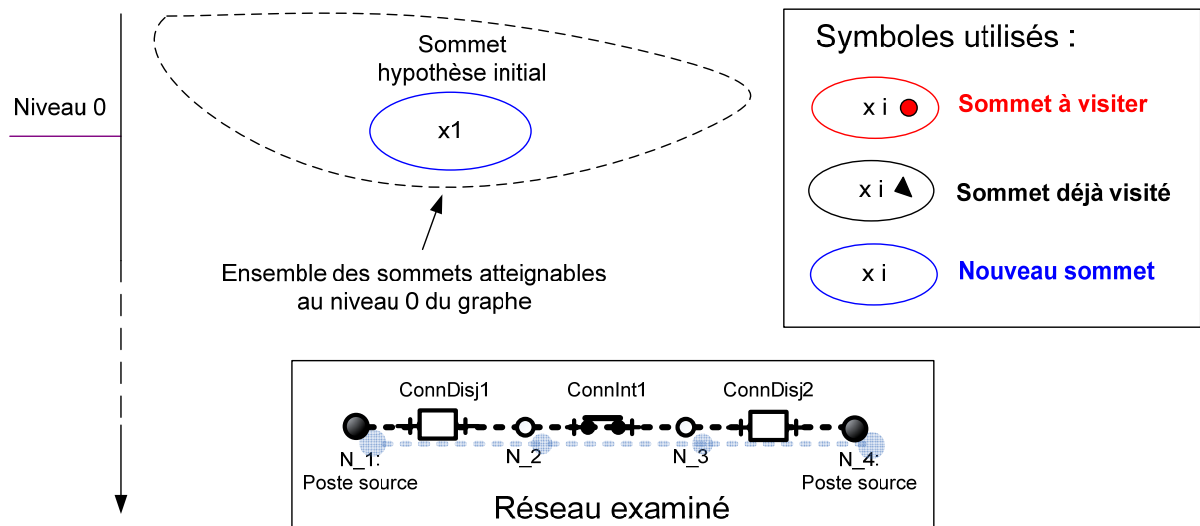 Niveau 0
Sommet
hypothèse initial
x1
Ensemble des sommets atteignables
au niveau 0 du graphe
Symboles utilisés :
x i
Sommet à visiter
x i
Sommet déjà visité
x i
Nouveau sommet
ConnDisj1
ConnInt1
ConnDisj2
N_1:
Poste source
N_2
N_3
N_4:
Poste source
Réseau examiné